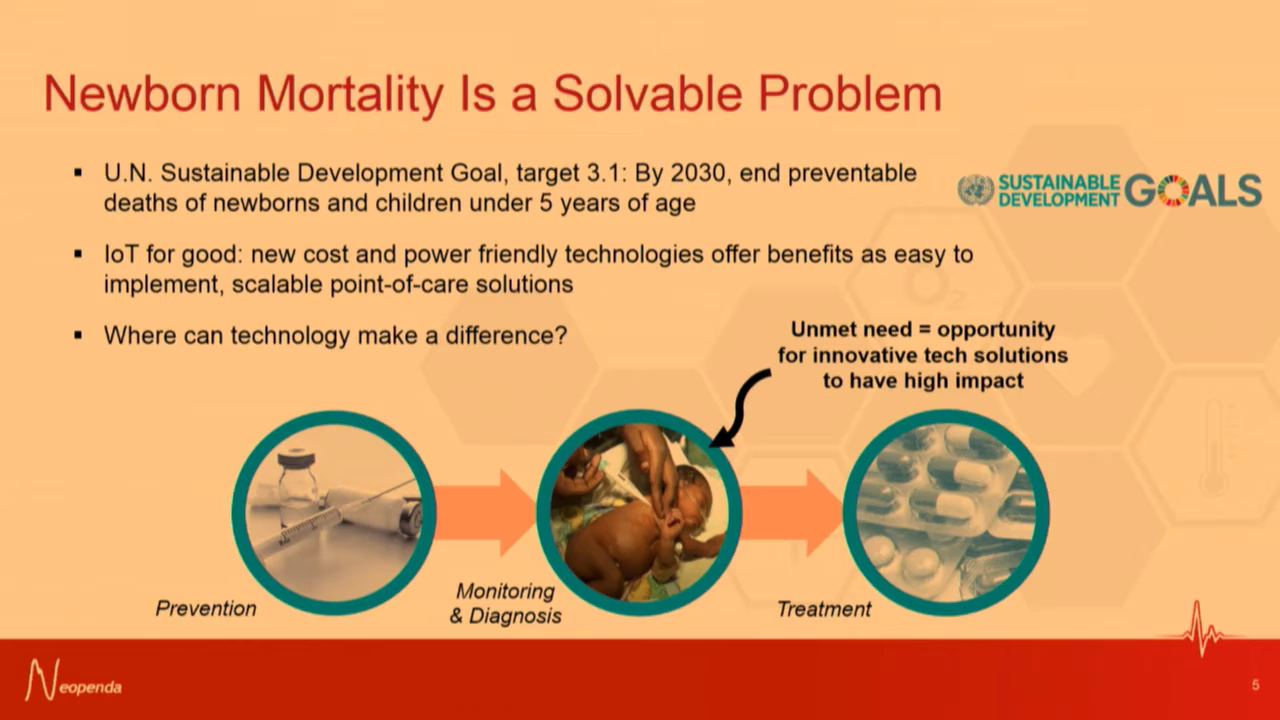 Newborn Mortality Is a Solvable Problem
▪ U.N. Sustainable Development Goal, target 3.1: By 2030, end preventable
deaths of newborns and children under 5 years of age
SUSTAINABLE
DEVELOPMENT
GOALS
▪ IoT for good: new cost and power friendly technologies offer benefits as easy to
implement, scalable point-of-care solutions
O2
▪ Where can technology make a difference?
Unmet need = opportunity
for innovative tech solutions
to have high impact
Prevention
Monitoring
& Diagnosis
Treatment
Neopenda
5